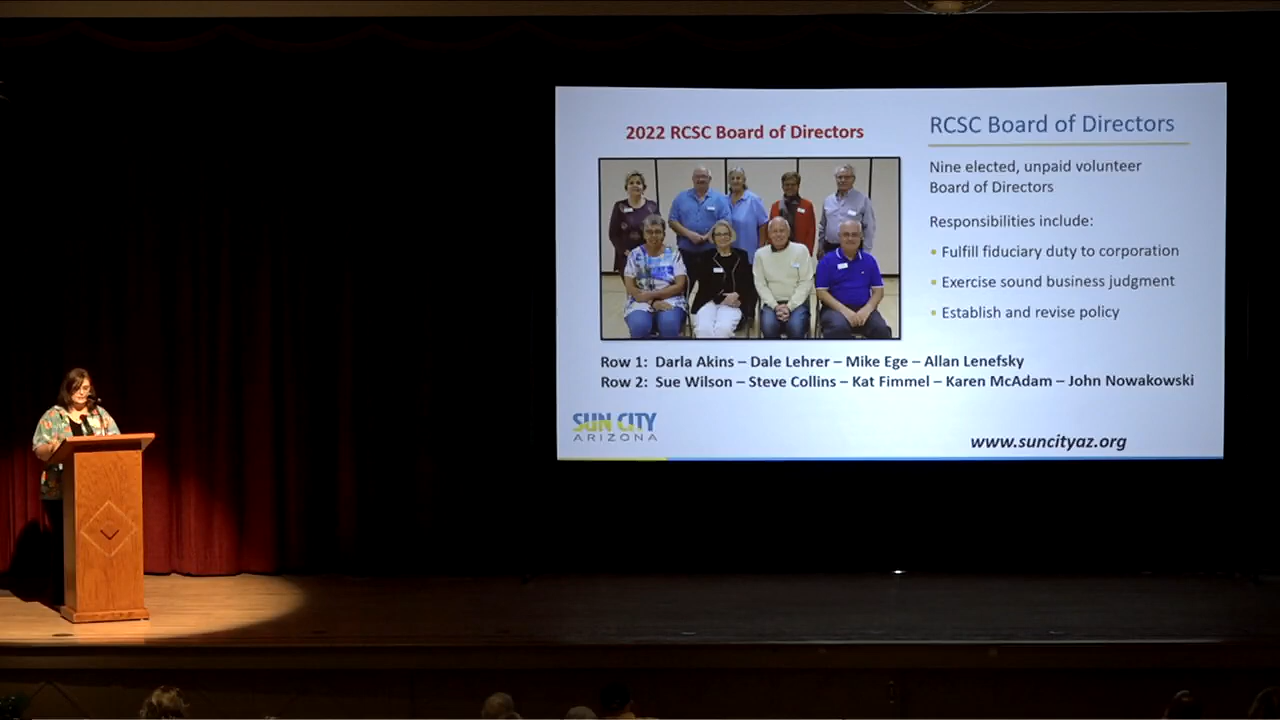 2022 RCSC Board of Directors
Row 1: Darla Akins – Dale Lehrer – Mike Ege – Allan Lenefsky
Row 2: Sue Wilson – Steve Collins – Kat Fimmel – Karen McAdam – John Nowakowski
RCSC Board of Directors
Nine elected, unpaid volunteer
Board of Directors
Responsibilities include:
• Fulfill fiduciary duty to corporation
• Exercise sound business judgment
• Establish and revise policy
SUN CITY
ARIZONA
www.suncityaz.org